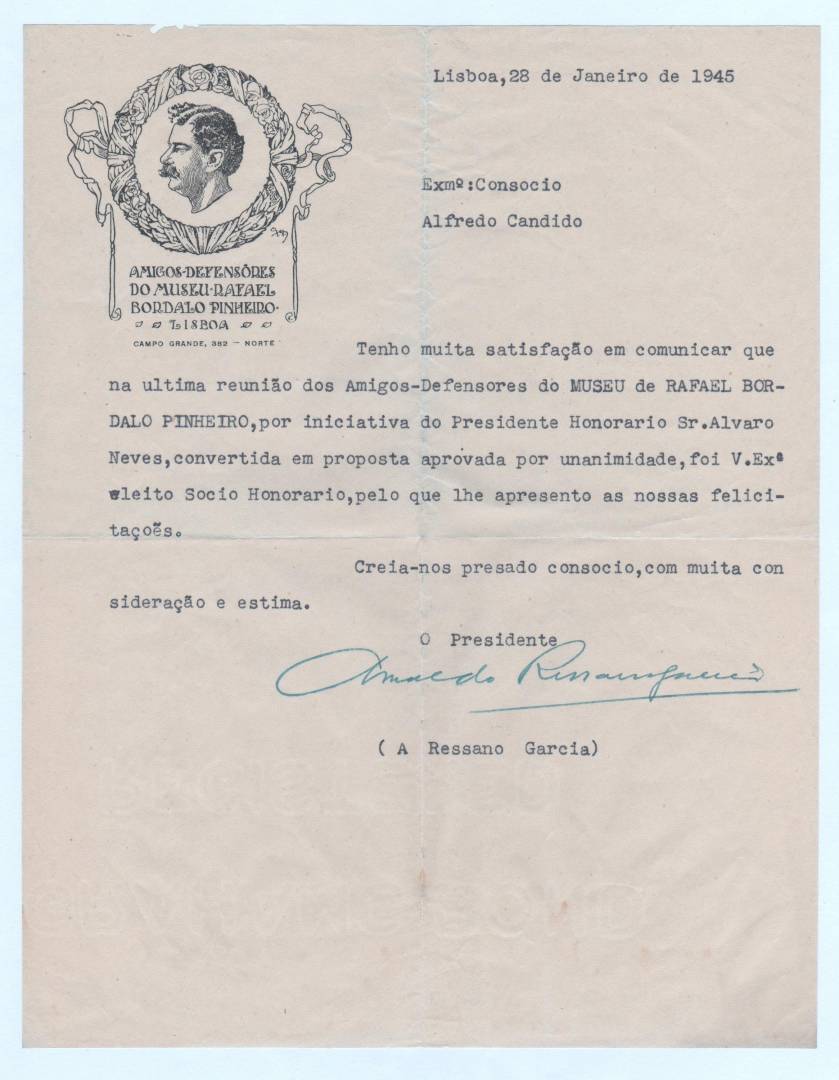 Lisboa,28 de Janeiro de 1945
Exmº:Consocio
Alfredo Candido
AMIGOS-DEFENSÔRES
DO MUSEU·RAFAEL
BORDALO PINHEIRO·
LISBOA
CAMPO GRANDE, 382 — NORTE
Tenho muita satisfação em comunicar que
na ultima reunião dos Amigos-Defensores do MUSEU de RAFAEL BOR-
DALO PINHEIRO,por iniciativa do Presidente Honorario Sr.Alvaro
Neves,convertida em proposta aprovada por unanimidade,foi V.Exª
eleito Socio Honorario,pelo que lhe apresento as nossas felici-
taçoẽs.
Creia-nos presado consocio,com muita con
sideração e estima.
O Presidente
Arnaldo Ressano Garcia
( A Ressano Garcia)